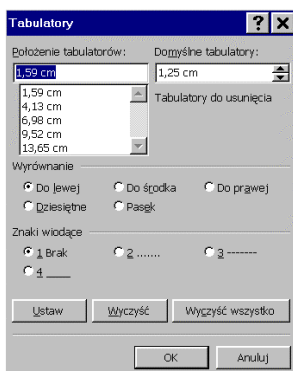 Tabulatory
Położenie tabulatorów: Domyślne tabulatory:
1,59 cm 1,25 cm
1,59 cm
4,13 cm
6,98 cm
9,52 cm
13,65 cm
Tabulatory do usunięcia
Wyrównanie
Do lewej Do środka Do prawej
Dziesiętne Pasek
Znaki wiodące
1 Brak 2 ....... 3 -------
4 ____
Ustaw Wyczyść Wyczyść wszystko
OK Anuluj